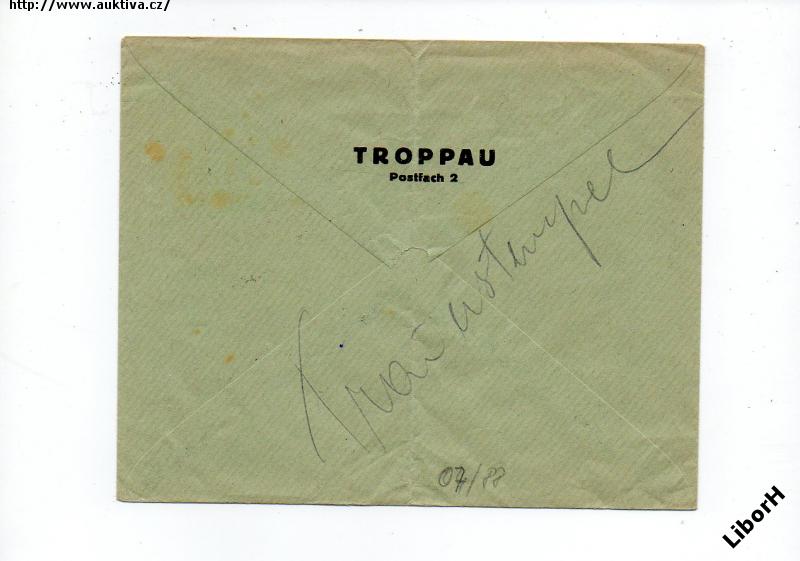 http://www.auktiva.cz/
TROPPAU
Postfach 2
07/88
LiborH